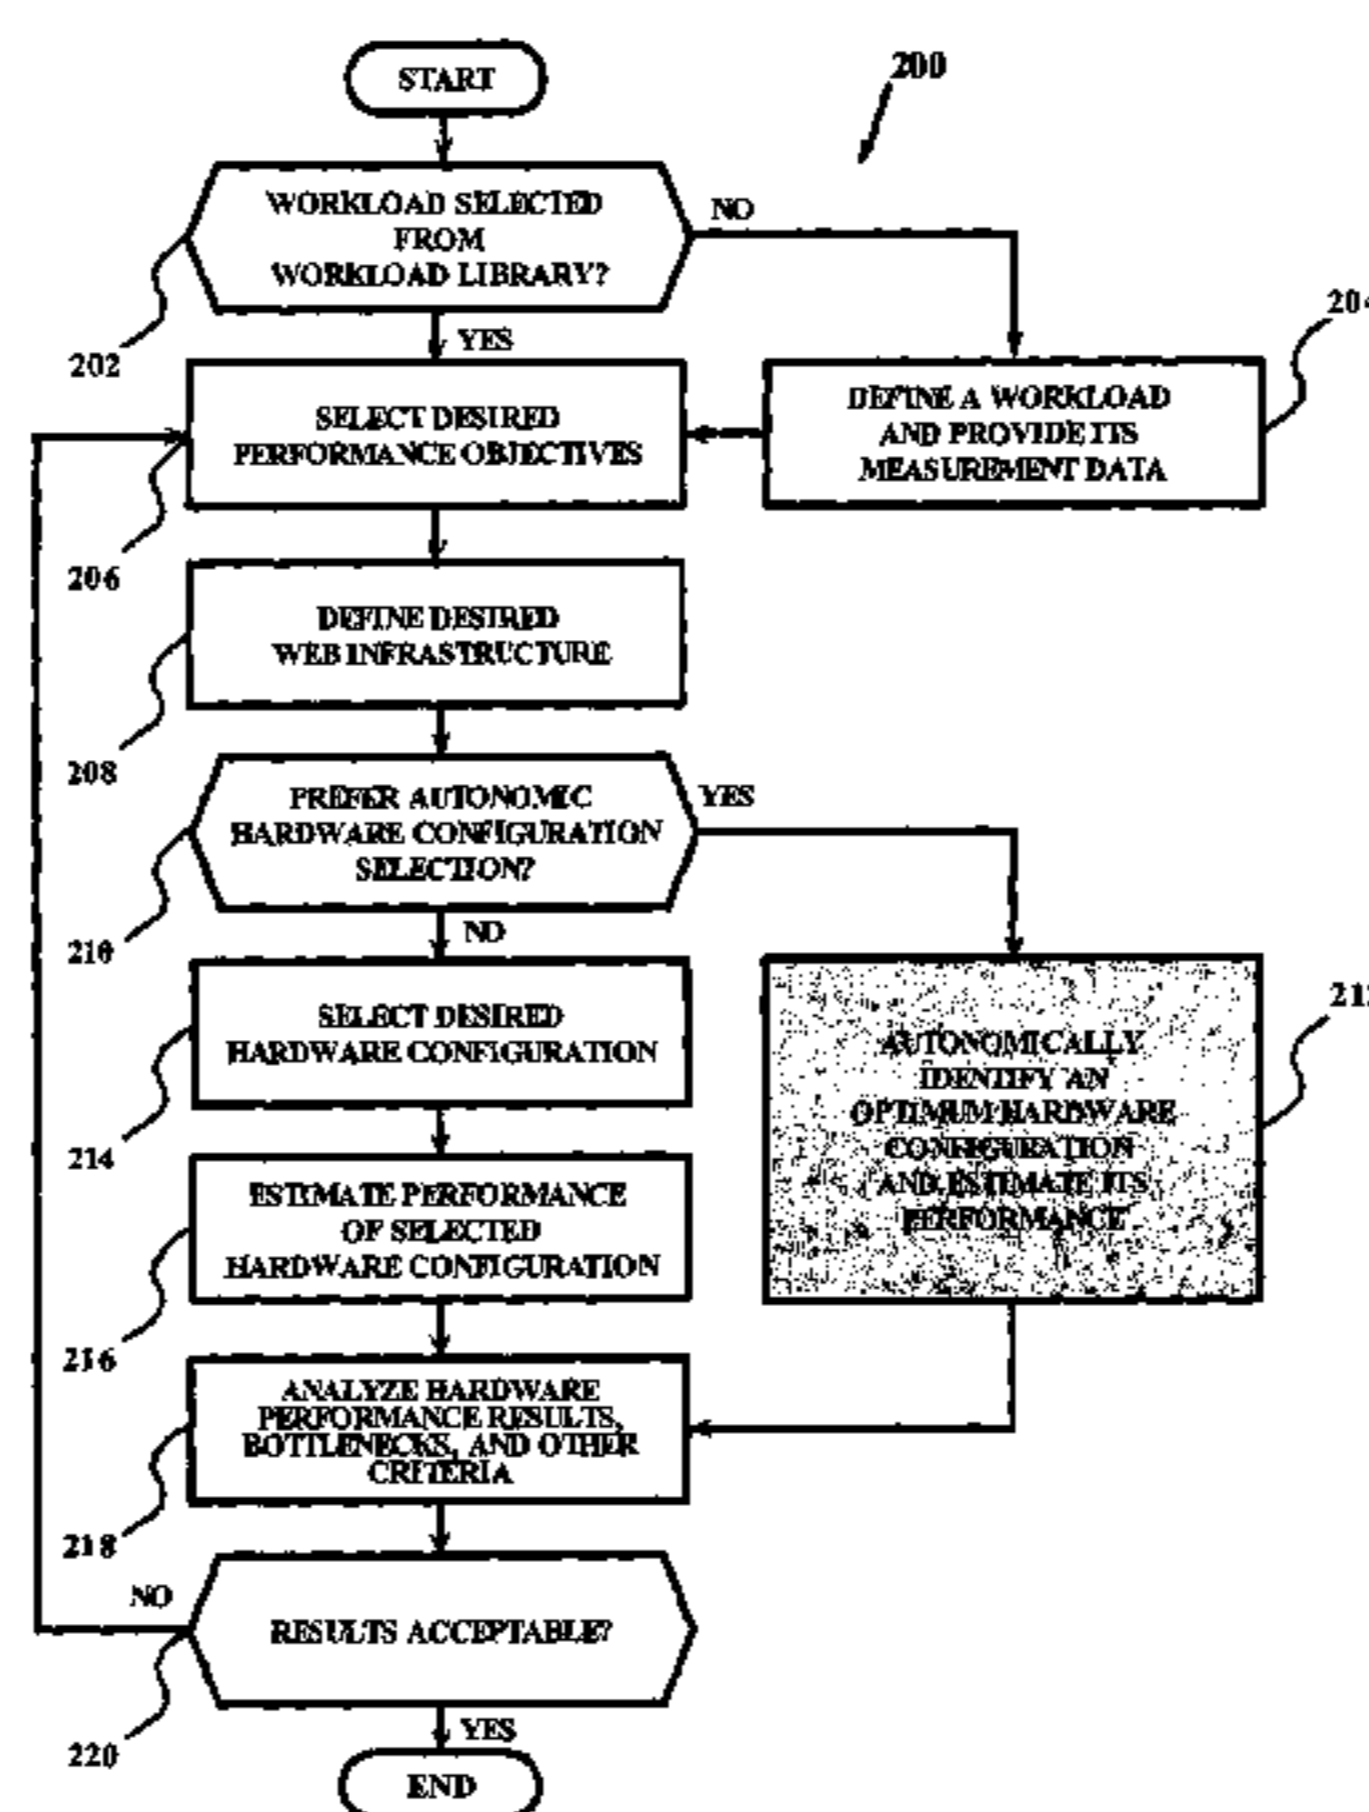 START
200
WORKLOAD SELECTED
FROM
WORKLOAD LIBRARY?
NO
202
YES
204
SELECT DESIRED
PERFORMANCE OBJECTIVES
DEFINE A WORKLOAD
AND PROVIDE ITS
MEASUREMENT DATA
206
DEFINE DESIRED
WEB INFRASTRUCTURE
208
PREFER AUTONOMIC
HARDWARE CONFIGURATION
SELECTION?
YES
210
NO
SELECT DESIRED
HARDWARE CONFIGURATION
212
AUTONOMICALLY
IDENTIFY AN
OPTIMUM HARDWARE
CONFIGURATION
AND ESTIMATE ITS
PERFORMANCE
214
ESTIMATE PERFORMANCE
OF SELECTED
HARDWARE CONFIGURATION
216
ANALYZE HARDWARE
PERFORMANCE RESULTS,
BOTTLENECKS, AND OTHER
CRITERIA
218
NO
RESULTS ACCEPTABLE?
220
YES
END